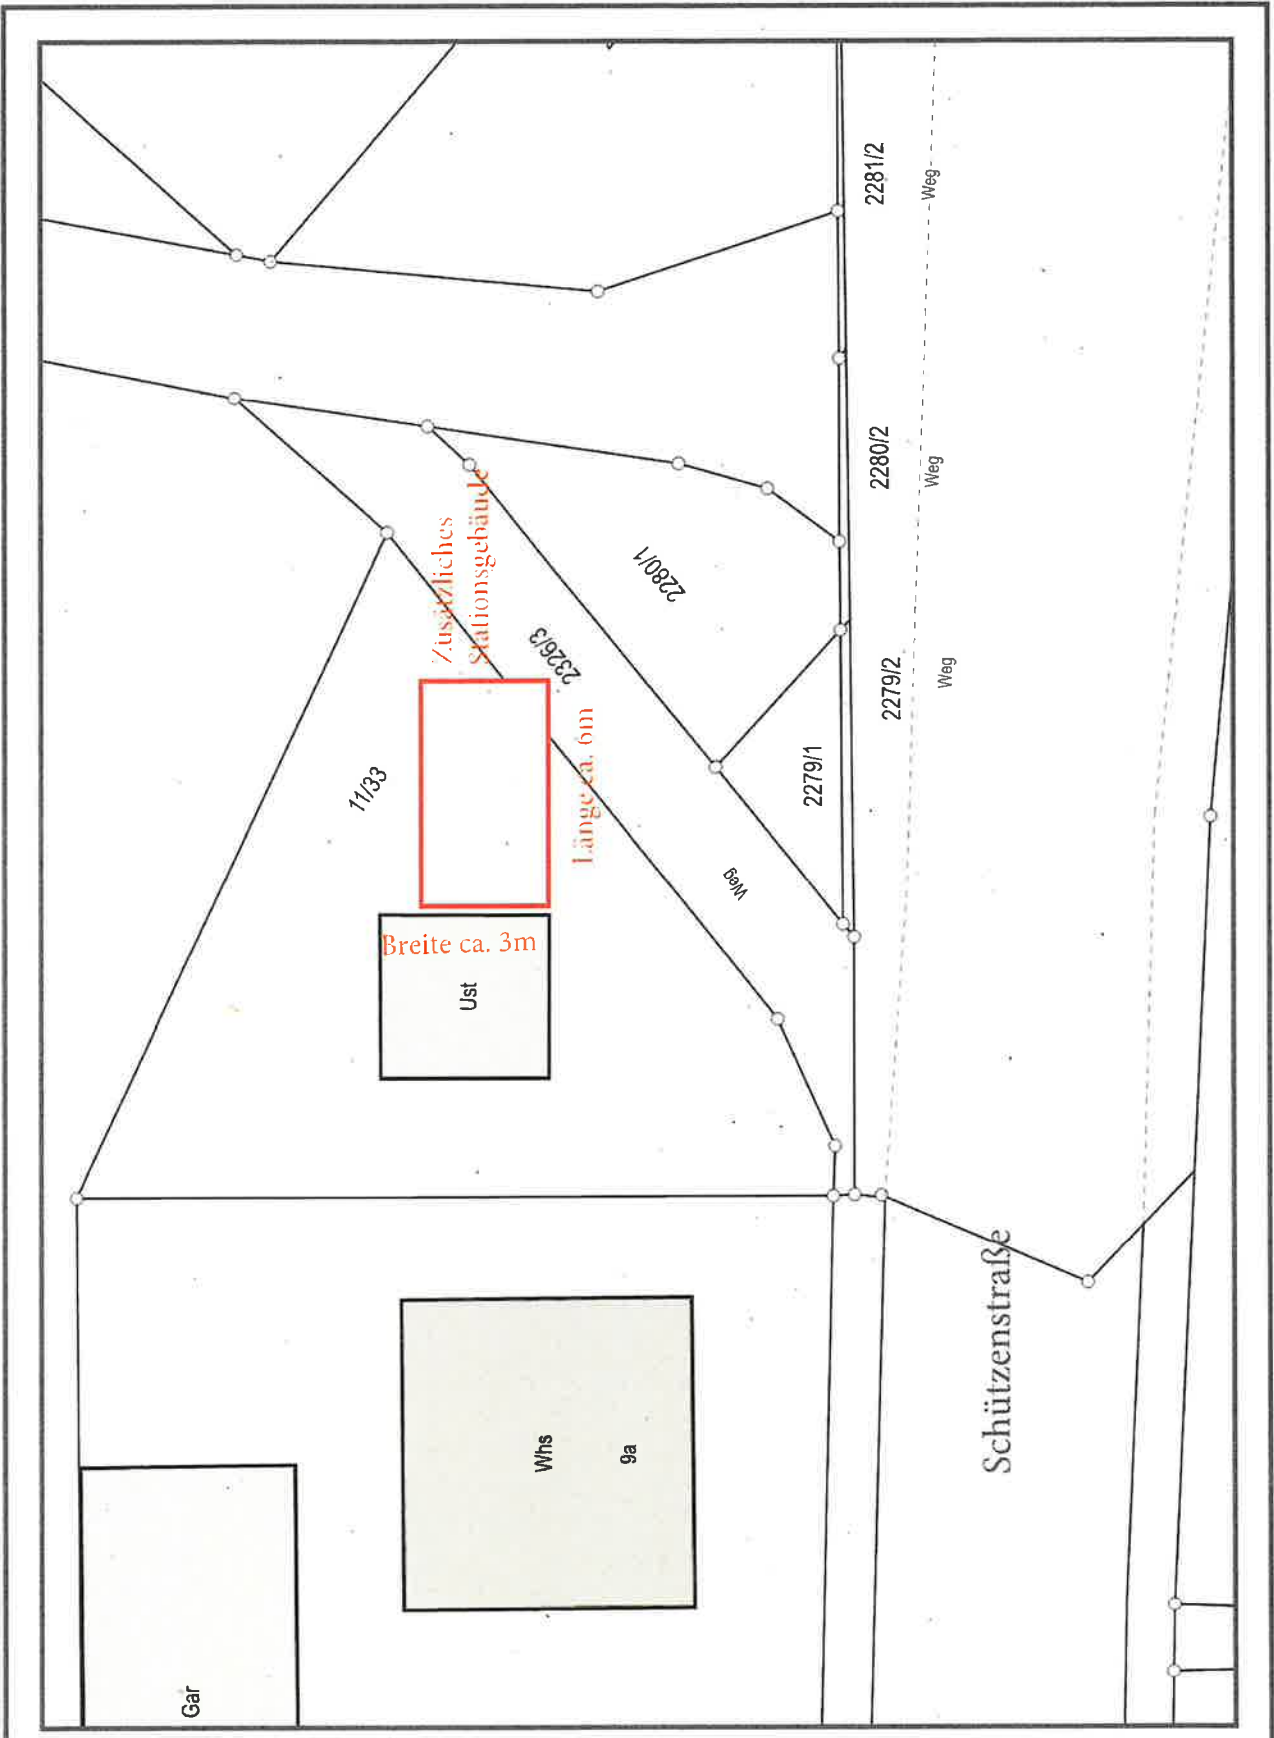 2281/2
Weg
2280/2
Weg
Zusätzliches
Stationsgebäude
2280/1
2326/3
2279/2
Weg
11/33
Länge ca. 6m
2279/1
Weg
Breite ca. 3m
Ust
Schützenstraße
Whs
9a
Gar